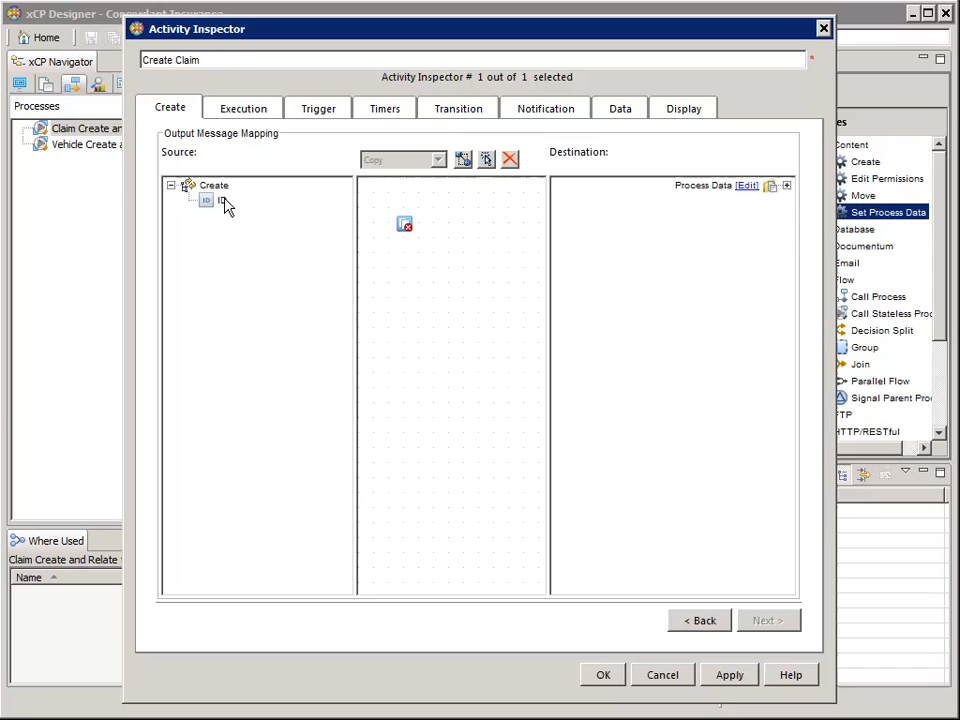 xCP Designer - Concordant Insurance
Home
xCP Navigator
Processes
Claim Create an
Vehicle Create a
Where Used
Claim Create and Relate
Name
Activity Inspector
Create Claim
*
Activity Inspector # 1 out of 1 selected
Create
Execution
Trigger
Timers
Transition
Notification
Data
Display
Output Message Mapping
Source:
Copy
Destination:
Create
ID
Process Data [Edit]
< Back
Next >
OK
Cancel
Apply
Help
es
Content
Create
Edit Permissions
Move
Set Process Data
Database
Documentum
Email
Flow
Call Process
Call Stateless Proc
Decision Split
Group
Join
Parallel Flow
Signal Parent Pro
FTP
HTTP/RESTful